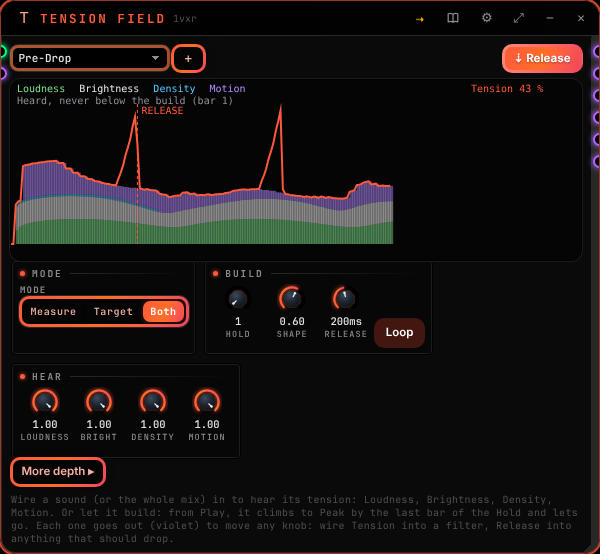 T TENSION FIELD 1vxr
Pre-Drop
+
↓ Release
Loudness Brightness Density Motion
Tension 43 %
Heard, never below the build (bar 1)
RELEASE
MODE
MODE
Measure Target Both
BUILD
1 0.60 200ms
HOLD SHAPE RELEASE
Loop
HEAR
1.00 1.00 1.00 1.00
LOUDNESS BRIGHT DENSITY MOTION
More depth ▸
Wire a sound (or the whole mix) in to hear its tension: Loudness, Brightness, Density,
Motion. Or let it build: from Play, it climbs to Peak by the last bar of the Hold and lets
go. Each one goes out (violet) to move any knob: wire Tension into a filter, Release into
anything that should drop.